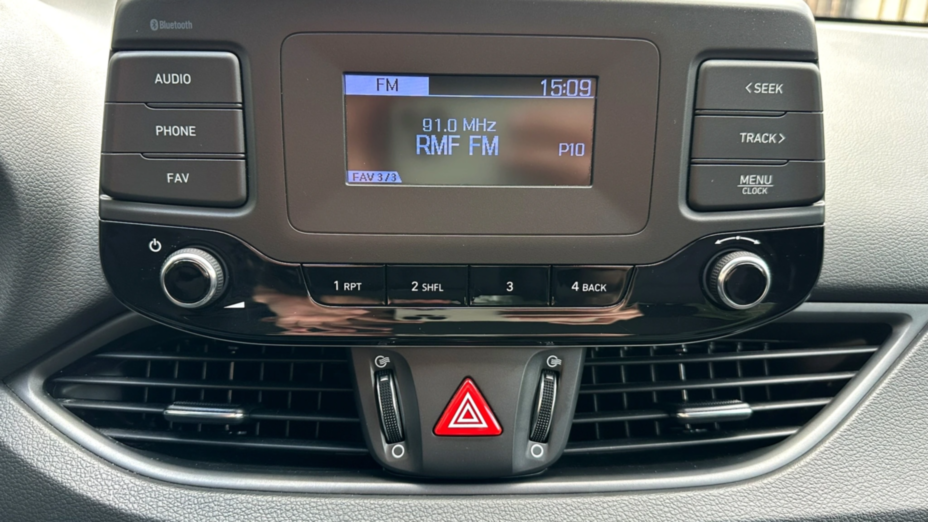 Bluetooth
AUDIO
PHONE
FAV
FM 15:09
91.0 MHz
RMF FM
P10
FAV 3/3
< SEEK
TRACK >
MENU
CLOCK
1 RPT
2 SHFL
3
4 BACK